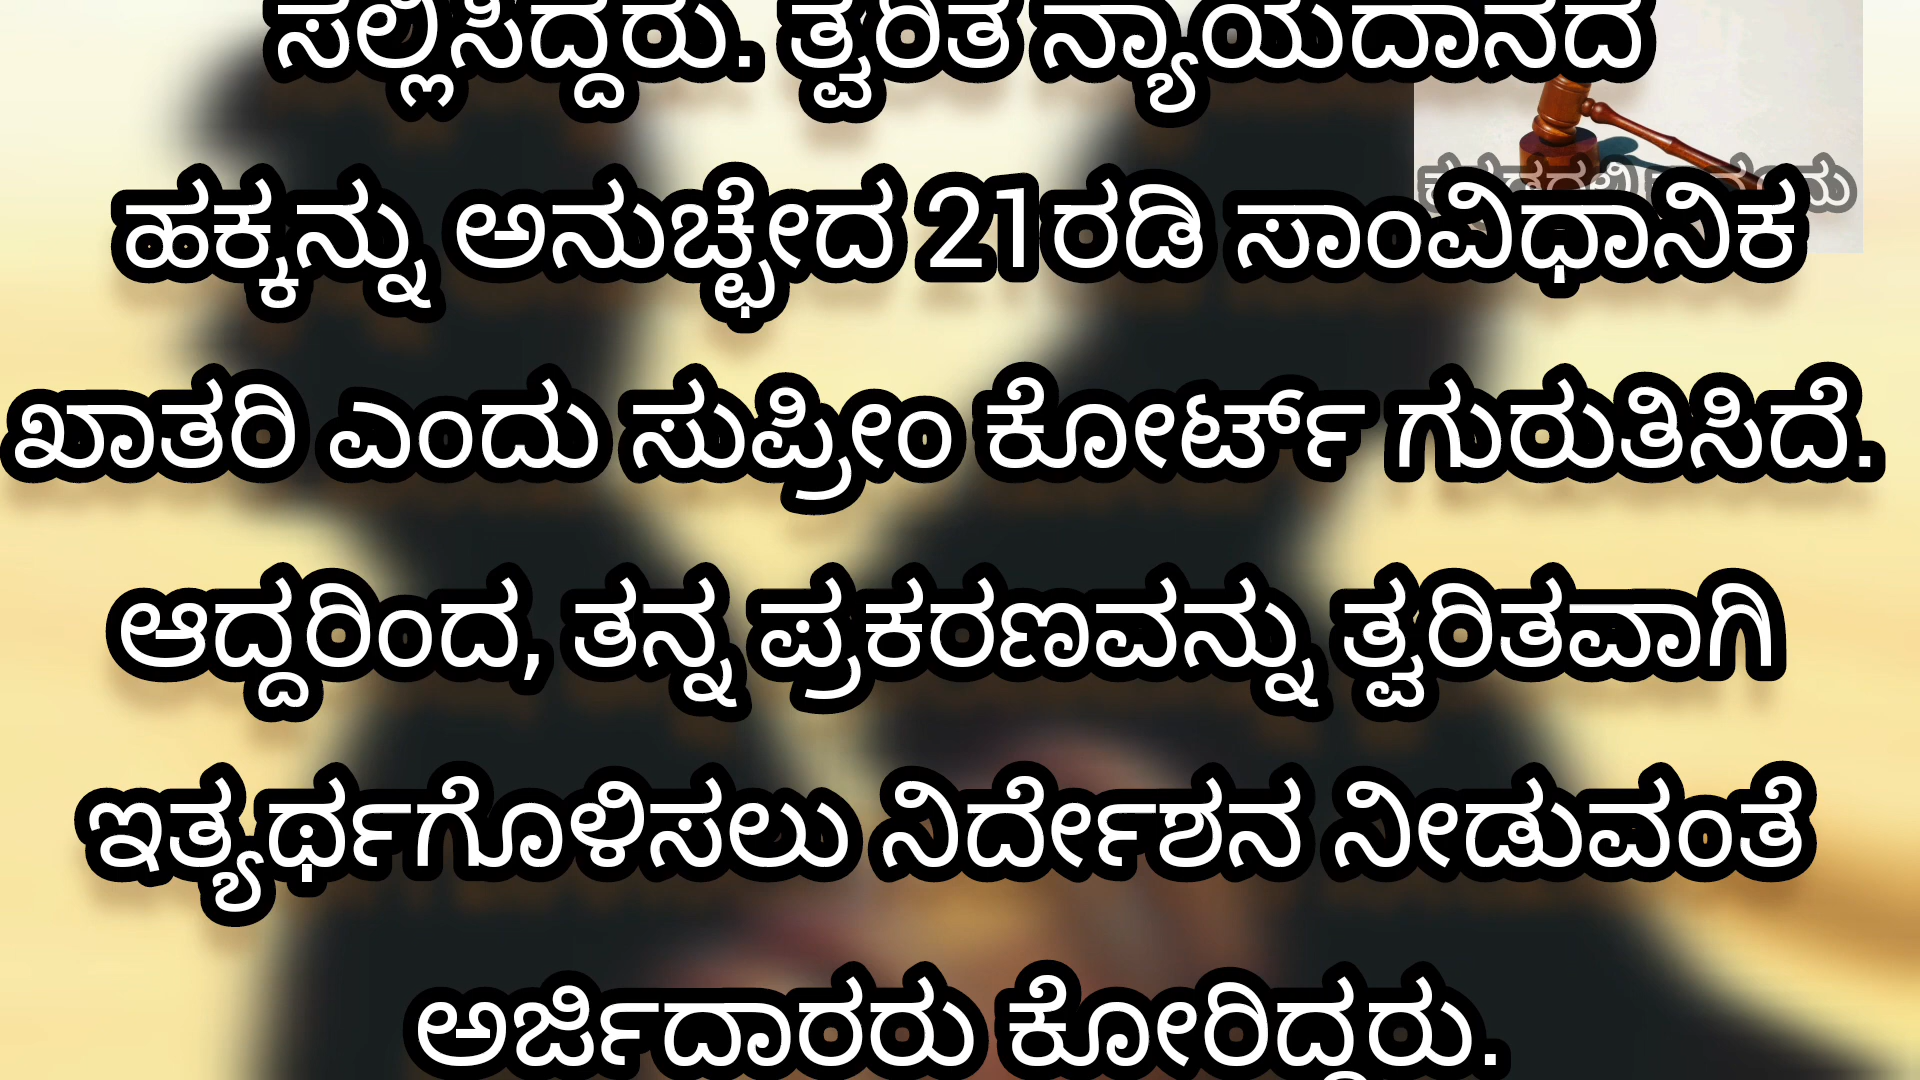 ಸಲ್ಲಿಸಿದ್ದರು. ತ್ವರಿತ ನ್ಯಾಯದಾನದ
ಹಕ್ಕನ್ನು ಅನುಚ್ಛೇದ 21ರಡಿ ಸಾಂವಿಧಾನಿಕ
ಖಾತರಿ ಎಂದು ಸುಪ್ರೀಂ ಕೋರ್ಟ್ ಗುರುತಿಸಿದೆ.
ಆದ್ದರಿಂದ, ತನ್ನ ಪ್ರಕರಣವನ್ನು ತ್ವರಿತವಾಗಿ
ಇತ್ಯರ್ಥಗೊಳಿಸಲು ನಿರ್ದೇಶನ ನೀಡುವಂತೆ
ಅರ್ಜಿದಾರರು ಕೋರಿದ್ದರು.